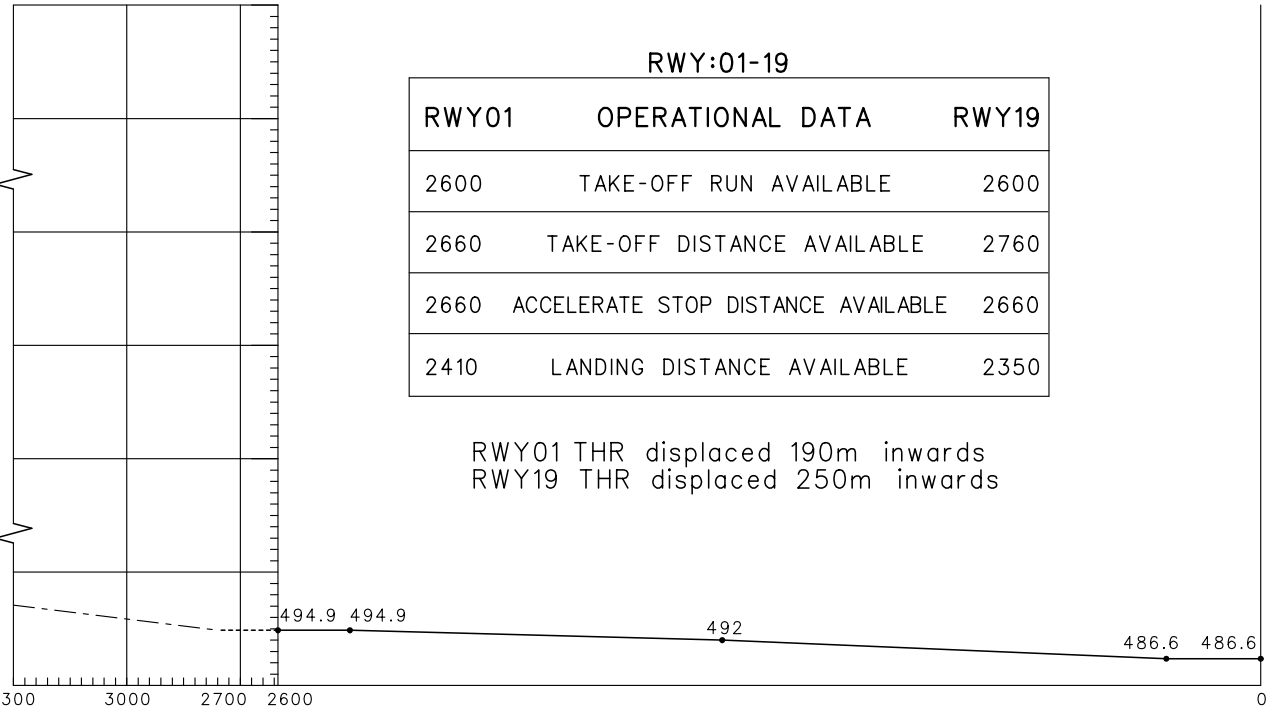 RWY:01-19
RWY01 OPERATIONAL DATA RWY19
2600 TAKE-OFF RUN AVAILABLE 2600
2660 TAKE-OFF DISTANCE AVAILABLE 2760
2660 ACCELERATE STOP DISTANCE AVAILABLE 2660
2410 LANDING DISTANCE AVAILABLE 2350
RWY01 THR displaced 190m inwards
RWY19 THR displaced 250m inwards
494.9 494.9 492 486.6 486.6
300 3000 2700 2600 0